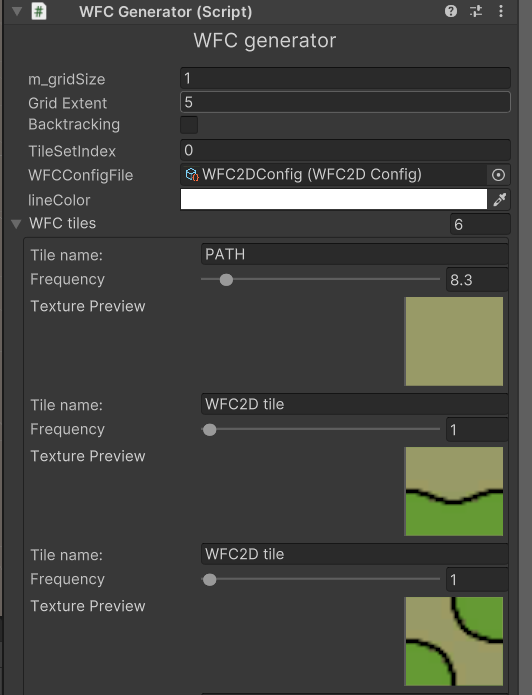 WFC Generator (Script)
WFC generator
m_gridSize 1
Grid Extent 5
Backtracking
TileSetIndex 0
WFCConfigFile WFC2DConfig (WFC2D Config)
lineColor
WFC tiles 6
Tile name: PATH
Frequency 8.3
Texture Preview
Tile name: WFC2D tile
Frequency 1
Texture Preview
Tile name: WFC2D tile
Frequency 1
Texture Preview